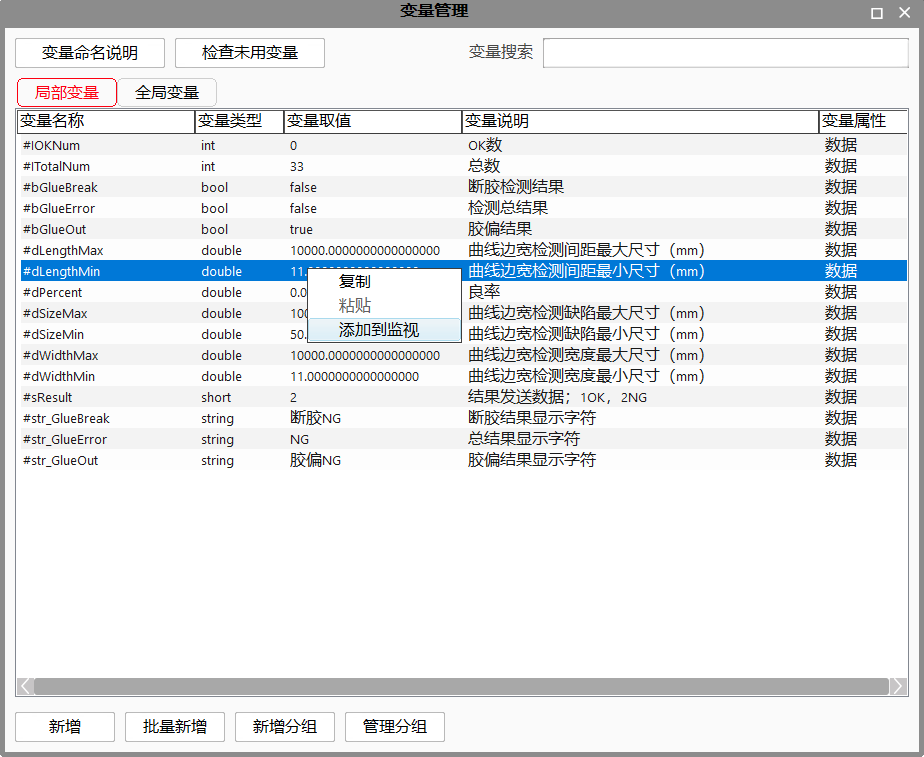 变量管理
变量命名说明 检查未用变量 变量搜索
局部变量 全局变量
变量名称 变量类型 变量取值 变量说明 变量属性
#IOKNum int 0 OK数 数据
#ITotalNum int 33 总数 数据
#bGlueBreak bool false 断胶检测结果 数据
#bGlueError bool false 检测总结果 数据
#bGlueOut bool true 胶偏结果 数据
#dLengthMax double 10000.0000000000000000 曲线边宽检测间距最大尺寸（mm） 数据
#dLengthMin double 11. 曲线边宽检测间距最小尺寸（mm） 数据
复制
#dPercent double 0.0 良率 数据
粘贴
#dSizeMax double 100 曲线边宽检测缺陷最大尺寸（mm） 数据
添加到监视
#dSizeMin double 50. 曲线边宽检测缺陷最小尺寸（mm） 数据
#dWidthMax double 10000.0000000000000000 曲线边宽检测宽度最大尺寸（mm） 数据
#dWidthMin double 11.0000000000000000 曲线边宽检测宽度最小尺寸（mm） 数据
#sResult short 2 结果发送数据；1OK，2NG 数据
#str_GlueBreak string 断胶NG 断胶结果显示字符 数据
#str_GlueError string NG 总结果显示字符 数据
#str_GlueOut string 胶偏NG 胶偏结果显示字符 数据
新增 批量新增 新增分组 管理分组